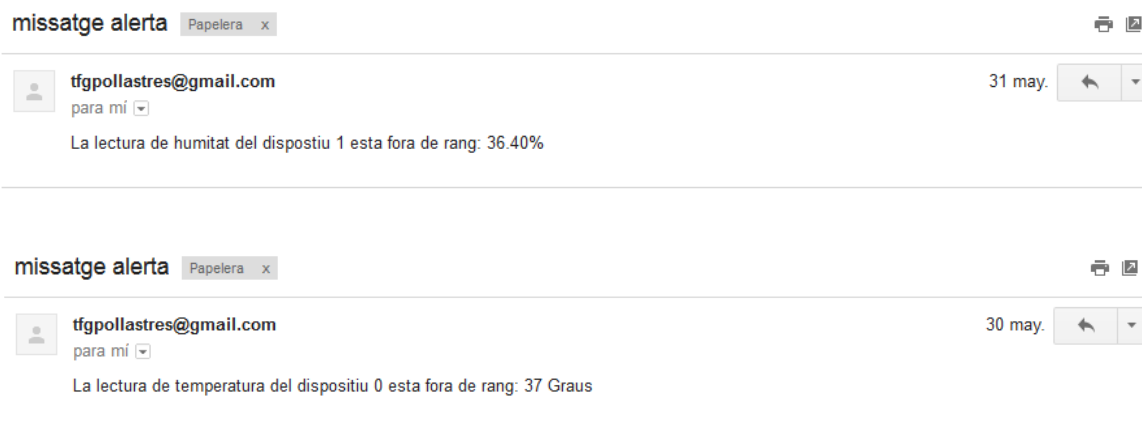 missatge alerta Papelera x
tfgpollastres@gmail.com 31 may.
para mí
La lectura de humitat del dispostiu 1 esta fora de rang: 36.40%
missatge alerta Papelera x
tfgpollastres@gmail.com 30 may.
para mí
La lectura de temperatura del dispositiu 0 esta fora de rang: 37 Graus